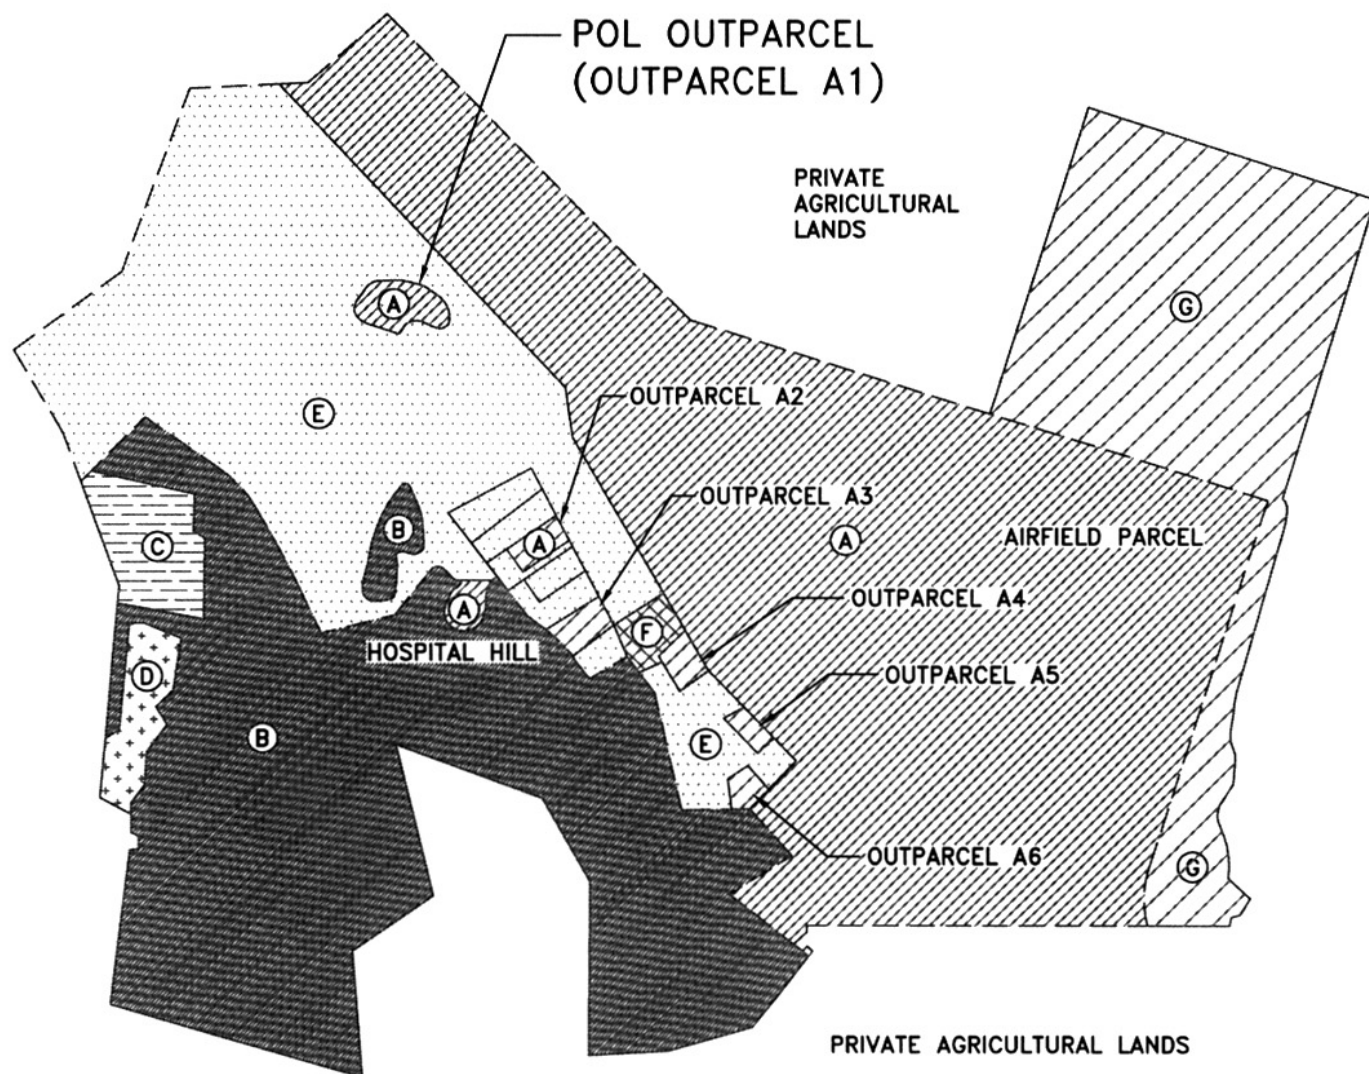 POL OUTPARCEL
(OUTPARCEL A1)
PRIVATE
AGRICULTURAL
LANDS
G
A
E
OUTPARCEL A2
OUTPARCEL A3
B
A
A
AIRFIELD PARCEL
C
A
OUTPARCEL A4
F
HOSPITAL HILL
D
OUTPARCEL A5
B
E
OUTPARCEL A6
G
PRIVATE AGRICULTURAL LANDS